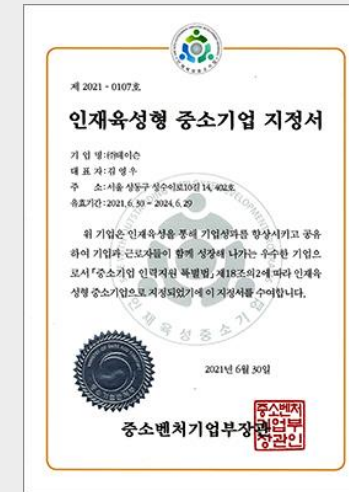 제 2021 - 0107호
인재육성형 중소기업 지정서
기 업 명:㈜데이슨
대 표 자:김영우
주 소:서울 성동구 성수이로10길 14, 402호
유효기간:2021. 6. 30 ~ 2024. 6. 29
위 기업은 인재육성을 통해 기업성과를 향상시키고 공유
하여 기업과 근로자들이 함께 성장해 나가는 우수한 기업으
로서「중소기업 인력지원 특별법」제18조의2에 따라 인재육
성형 중소기업으로 지정되었기에 이 지정서를 수여합니다.
인재육성중소기업
2021년 6월 30일
중소벤처기업부장관
중소벤처
기업부
장관인